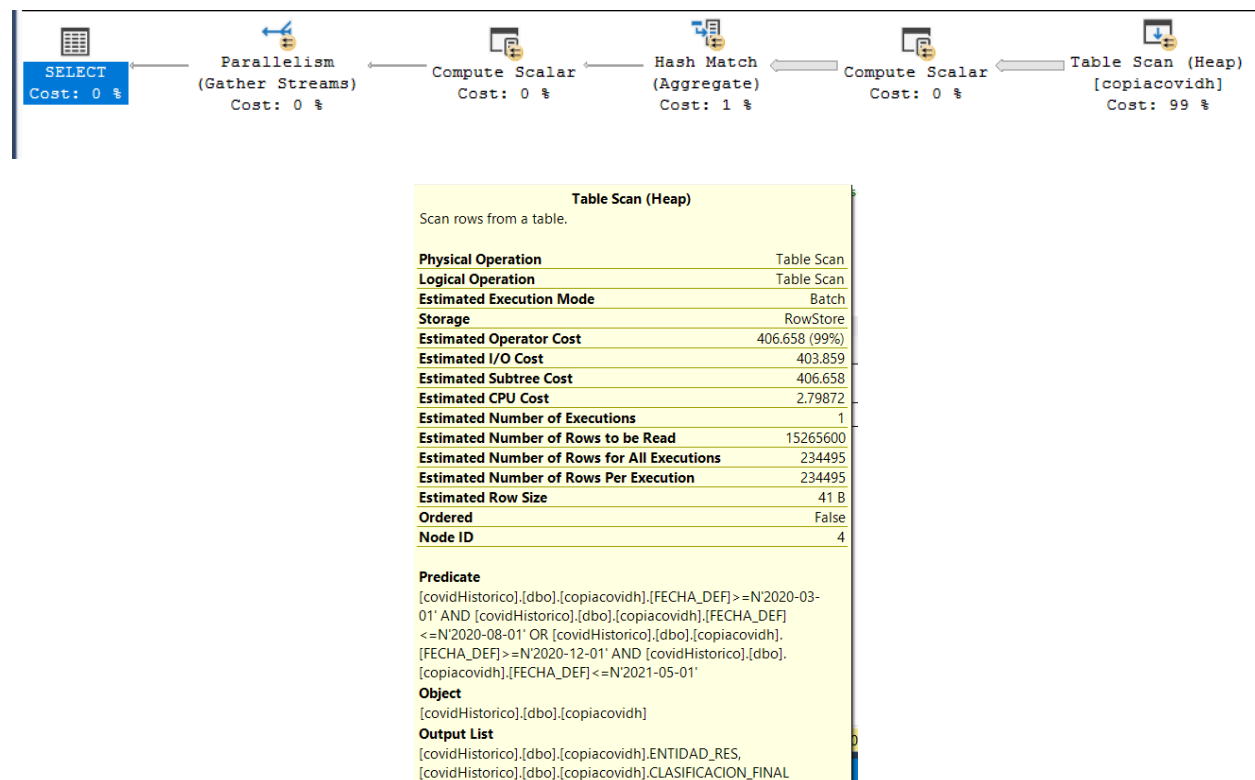 SELECT
Cost: 0 %
Parallelism
(Gather Streams)
Cost: 0 %
Compute Scalar
Cost: 0 %
Hash Match
(Aggregate)
Cost: 1 %
Compute Scalar
Cost: 0 %
Table Scan (Heap)
[copiacovidh]
Cost: 99 %
Table Scan (Heap)
Scan rows from a table.
Physical Operation Table Scan
Logical Operation Table Scan
Estimated Execution Mode Batch
Storage RowStore
Estimated Operator Cost 406.658 (99%)
Estimated I/O Cost 403.859
Estimated Subtree Cost 406.658
Estimated CPU Cost 2.79872
Estimated Number of Executions 1
Estimated Number of Rows to be Read 15265600
Estimated Number of Rows for All Executions 234495
Estimated Number of Rows Per Execution 234495
Estimated Row Size 41 B
Ordered False
Node ID 4
Predicate
[covidHistorico].[dbo].[copiacovidh].[FECHA_DEF]>=N'2020-03-
01' AND [covidHistorico].[dbo].[copiacovidh].[FECHA_DEF]
<=N'2020-08-01' OR [covidHistorico].[dbo].[copiacovidh].
[FECHA_DEF]>=N'2020-12-01' AND [covidHistorico].[dbo].
[copiacovidh].[FECHA_DEF]<=N'2021-05-01'
Object
[covidHistorico].[dbo].[copiacovidh]
Output List
[covidHistorico].[dbo].[copiacovidh].ENTIDAD_RES,
[covidHistorico].[dbo].[copiacovidh].CLASIFICACION_FINAL